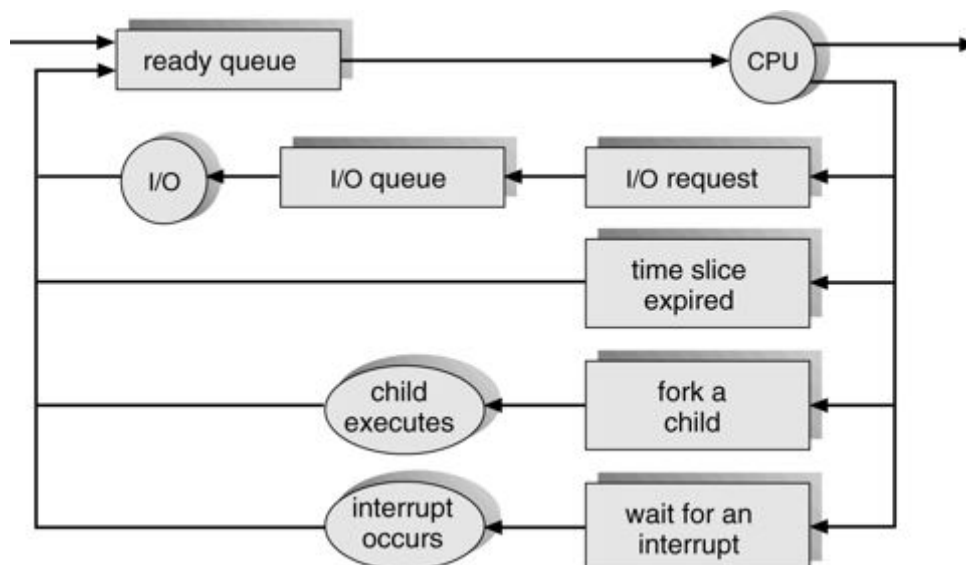 ready queue
CPU
I/O
I/O queue
I/O request
time slice
expired
child
executes
fork a
child
interrupt
occurs
wait for an
interrupt